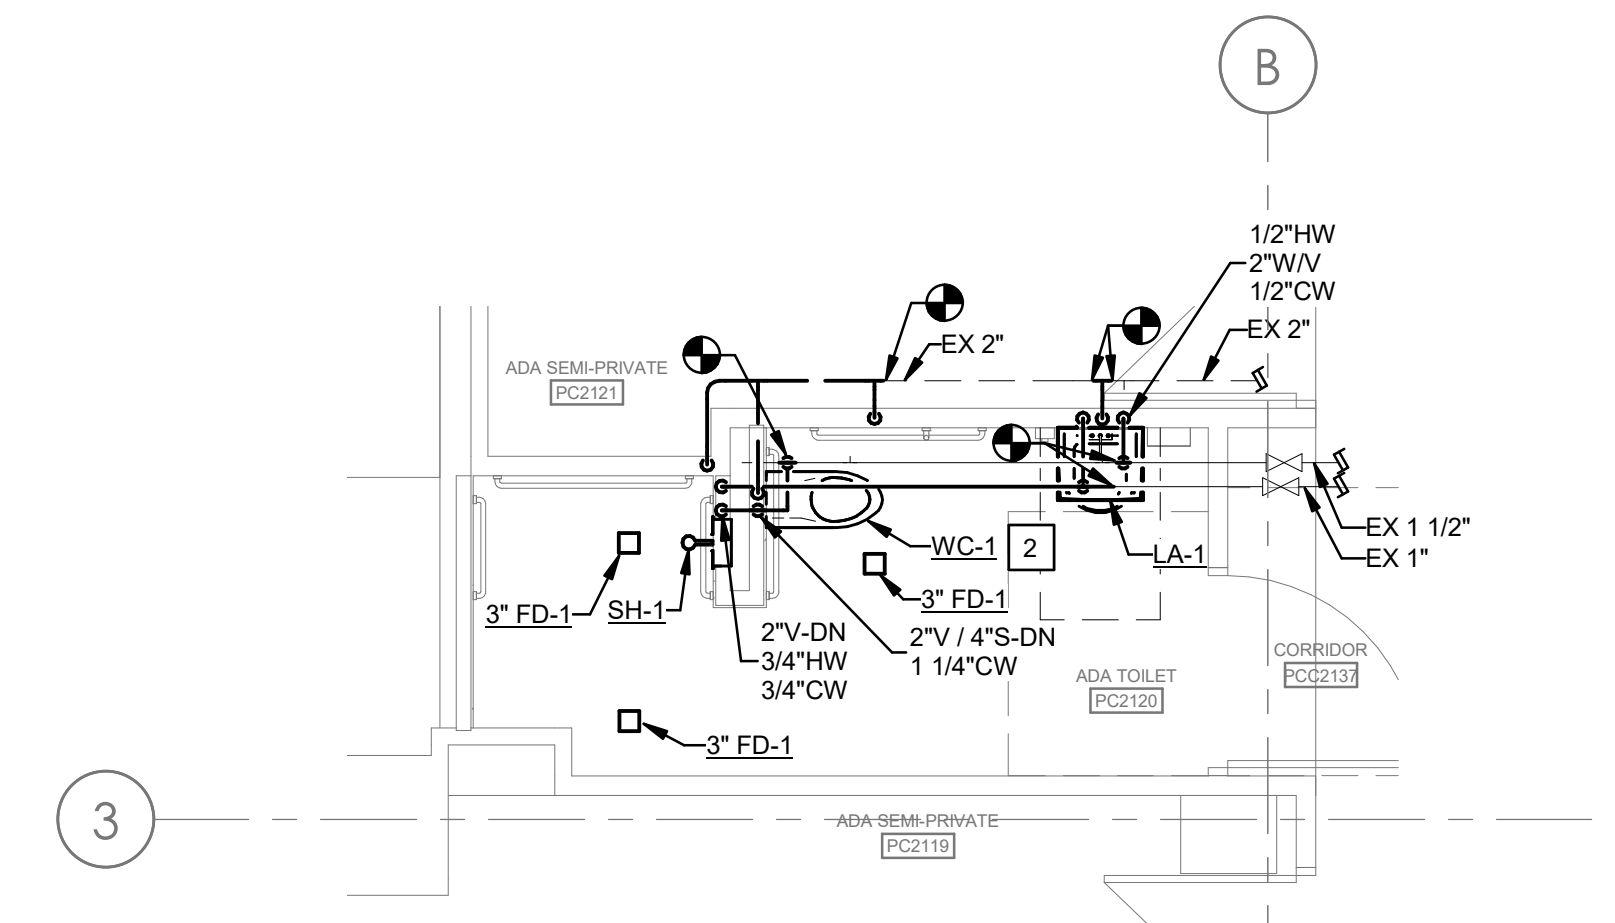 B
1/2"HW
2"W/V
1/2"CW
EX 2"
EX 2"
ADA SEMI-PRIVATE
PC2121
EX 1 1/2"
EX 1"
WC-1
2
LA-1
3" FD-1
SH-1
3" FD-1
2"V-DN
3/4"HW
3/4"CW
2"V / 4"S-DN
1 1/4"CW
CORRIDOR
PCC2137
ADA TOILET
PC2120
3" FD-1
3
ADA SEMI-PRIVATE
PC2119